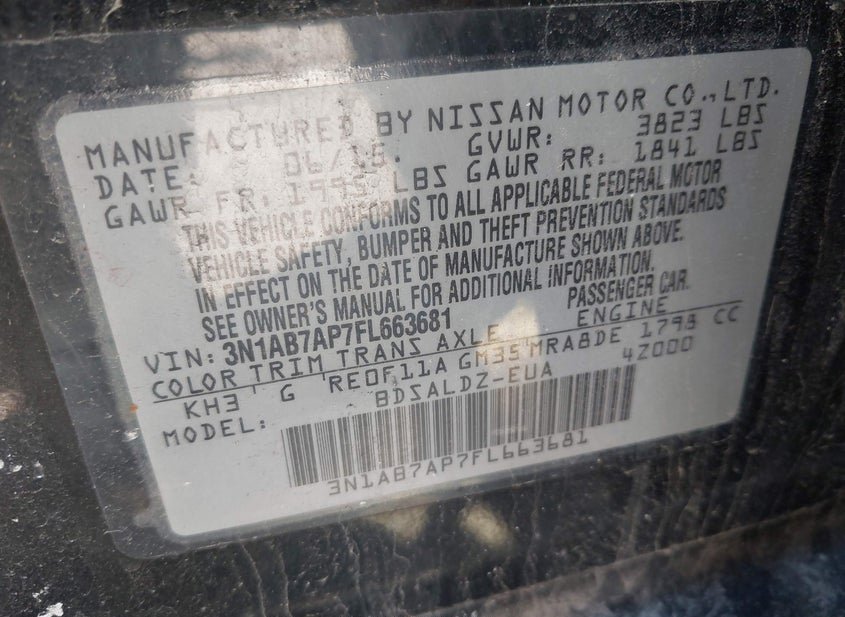 MANUFACTURED BY NISSAN MOTOR CO.,LTD.
DATE: 06/15. GVWR: 3823 LBS
GAWR FR: 1995 LBS GAWR RR: 1841 LBS
THIS VEHICLE CONFORMS TO ALL APPLICABLE FEDERAL MOTOR
VEHICLE SAFETY, BUMPER AND THEFT PREVENTION STANDARDS
IN EFFECT ON THE DATE OF MANUFACTURE SHOWN ABOVE.
SEE OWNER'S MANUAL FOR ADDITIONAL INFORMATION.
VIN: 3N1AB7AP7FL663681 PASSENGER CAR.
COLOR TRIM TRANS AXLE ENGINE
KH3 G RE0F11A GM35 MRA8DE 1798 CC
MODEL: BDSALDZ-EUA 4Z000
3N1AB7AP7FL663681